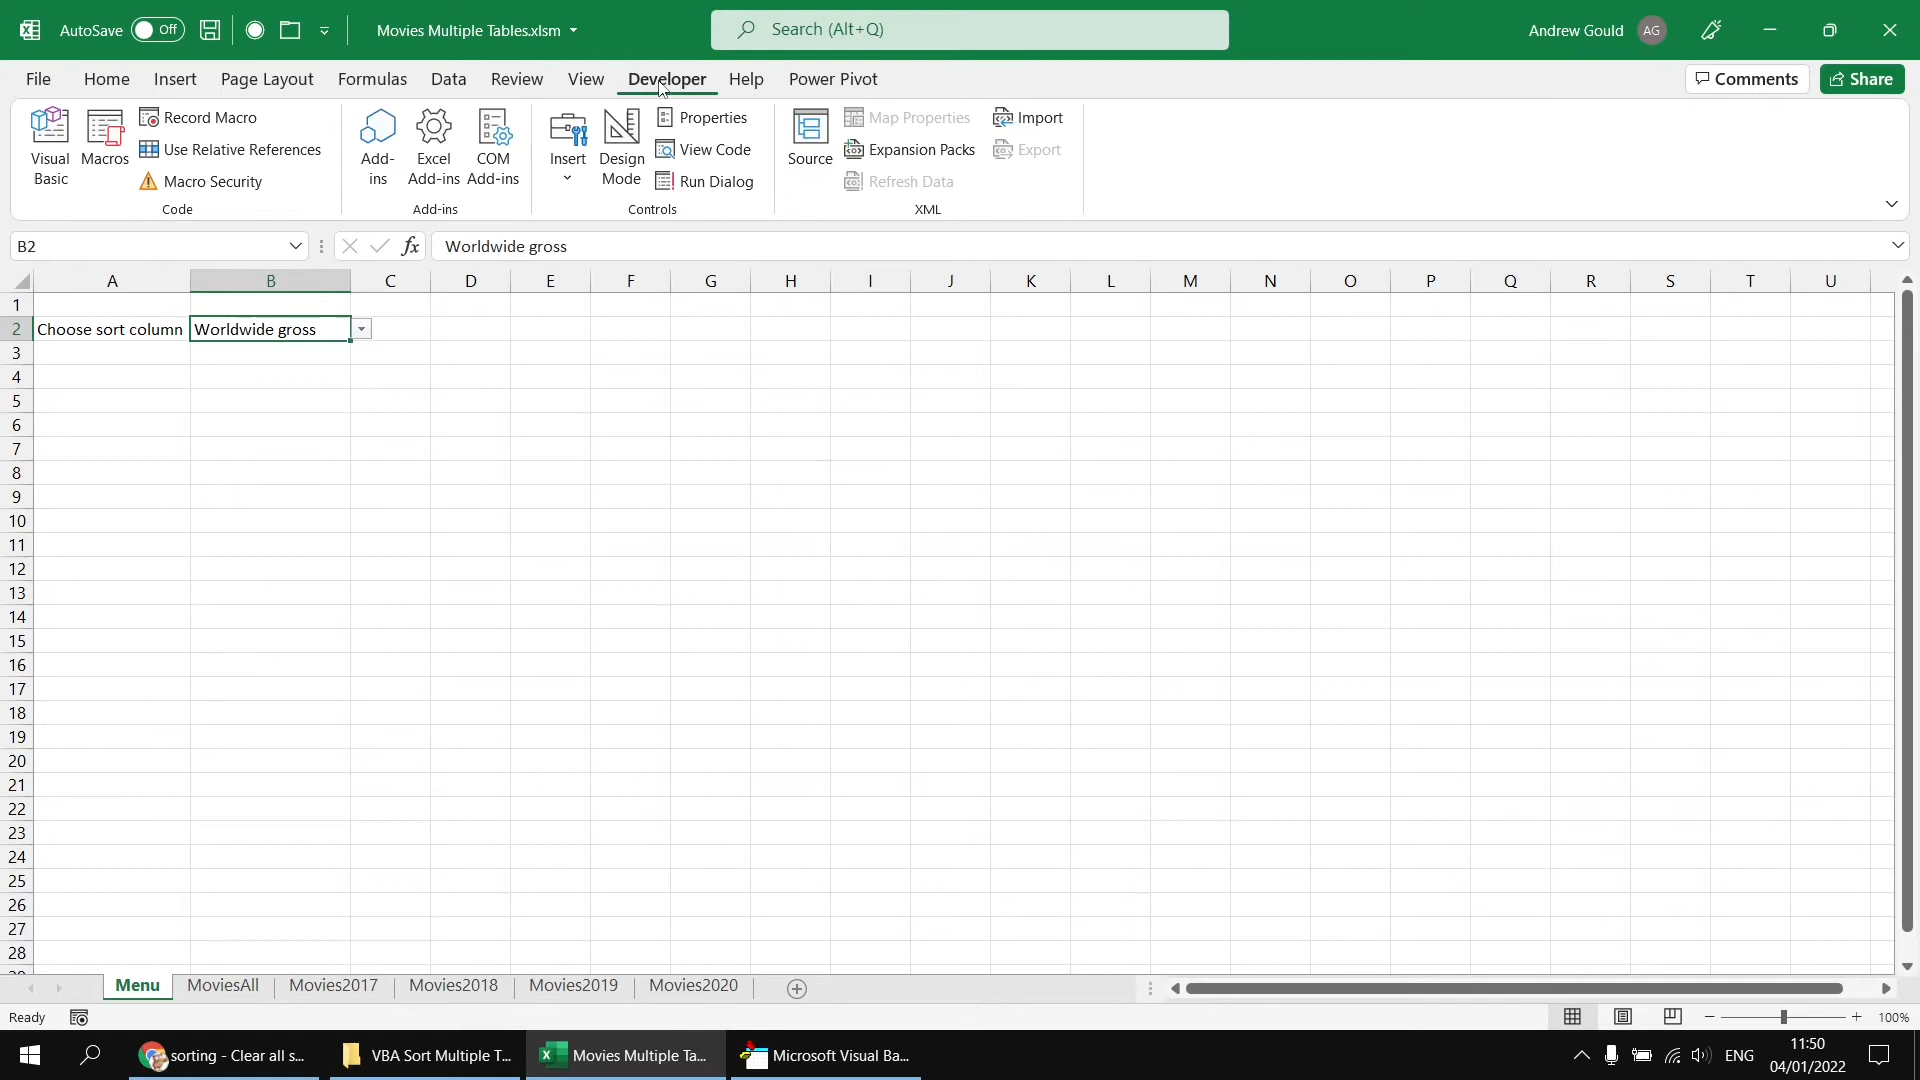 AutoSave Off Movies Multiple Tables.xlsm Search (Alt+Q) Andrew Gould AG
File Home Insert Page Layout Formulas Data Review View Developer Help Power Pivot Comments Share
Visual Basic
Macros
Record Macro
Use Relative References
Macro Security
Code
Add-ins
Excel Add-ins
COM Add-ins
Add-ins
Insert
Design Mode
Properties
View Code
Run Dialog
Controls
Source
Map Properties
Expansion Packs
Refresh Data
Import
Export
XML
B2 fx Worldwide gross
A B C D E F G H I J K L M N O P Q R S T U
1
2 Choose sort column Worldwide gross
3
4
5
6
7
8
9
10
11
12
13
14
15
16
17
18
19
20
21
22
23
24
25
26
27
28
Menu MoviesAll Movies2017 Movies2018 Movies2019 Movies2020
Ready 100%
sorting - Clear all s... VBA Sort Multiple T... Movies Multiple Ta... Microsoft Visual Ba... ENG 11:50
04/01/2022